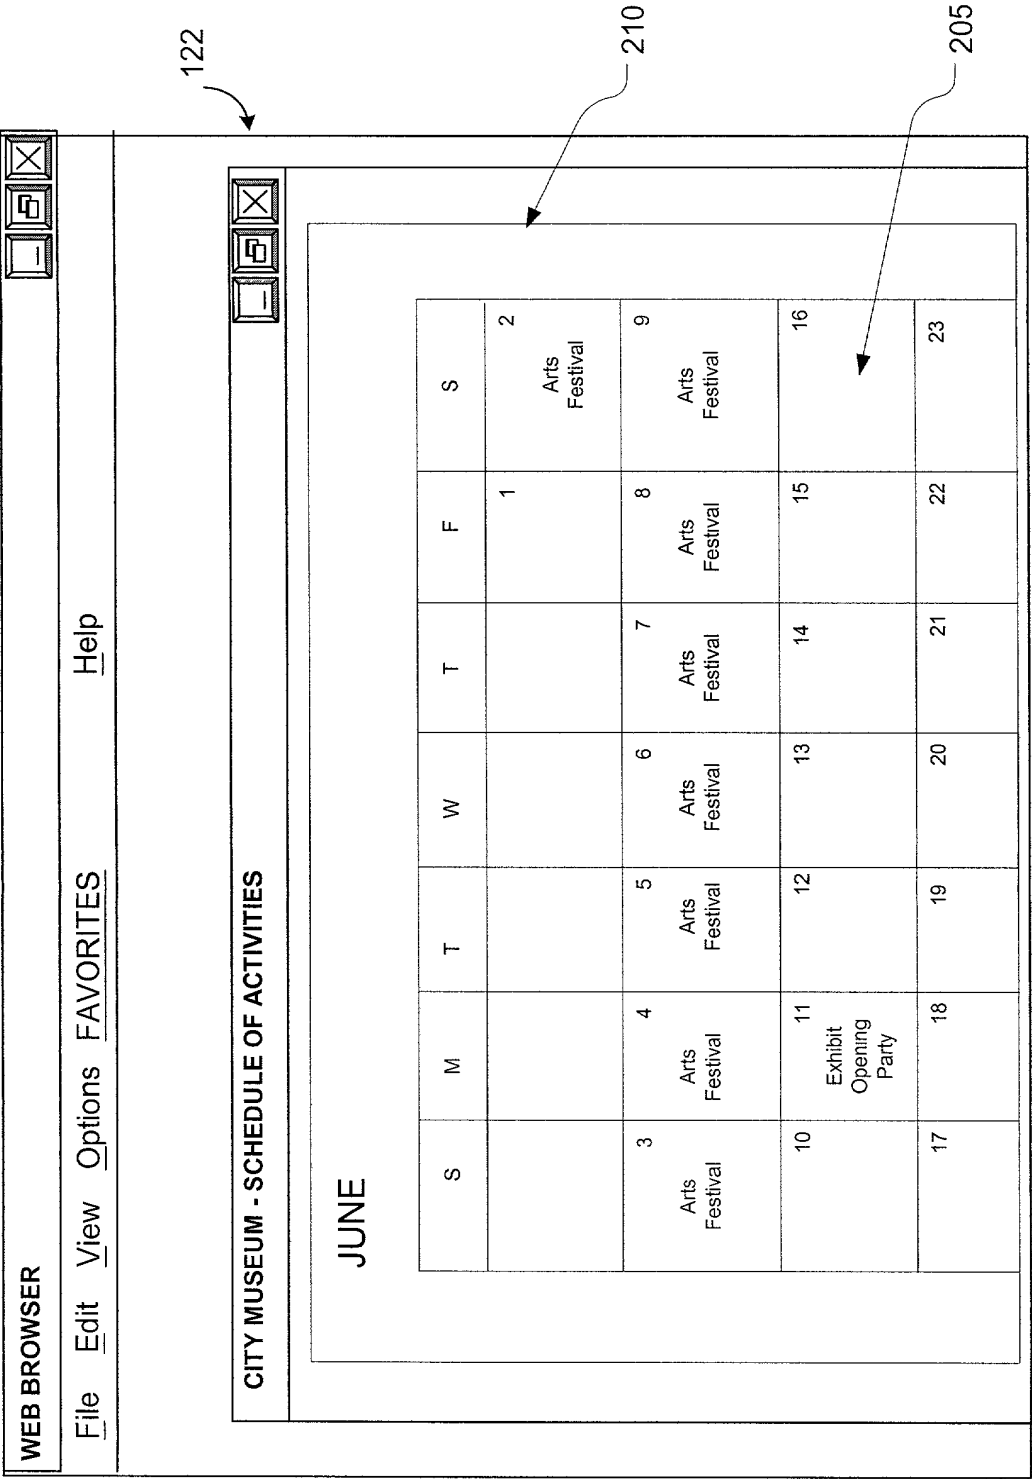 WEB BROWSER
File Edit View Options FAVORITES Help
122
CITY MUSEUM - SCHEDULE OF ACTIVITIES
210
JUNE
S M T W T F S
1 2
Arts
Festival
3 4 5 6 7 8 9
Arts Arts Arts Arts Arts Arts Arts
Festival Festival Festival Festival Festival Festival Festival
10 11 12 13 14 15 16
Exhibit
Opening
Party
205
17 18 19 20 21 22 23